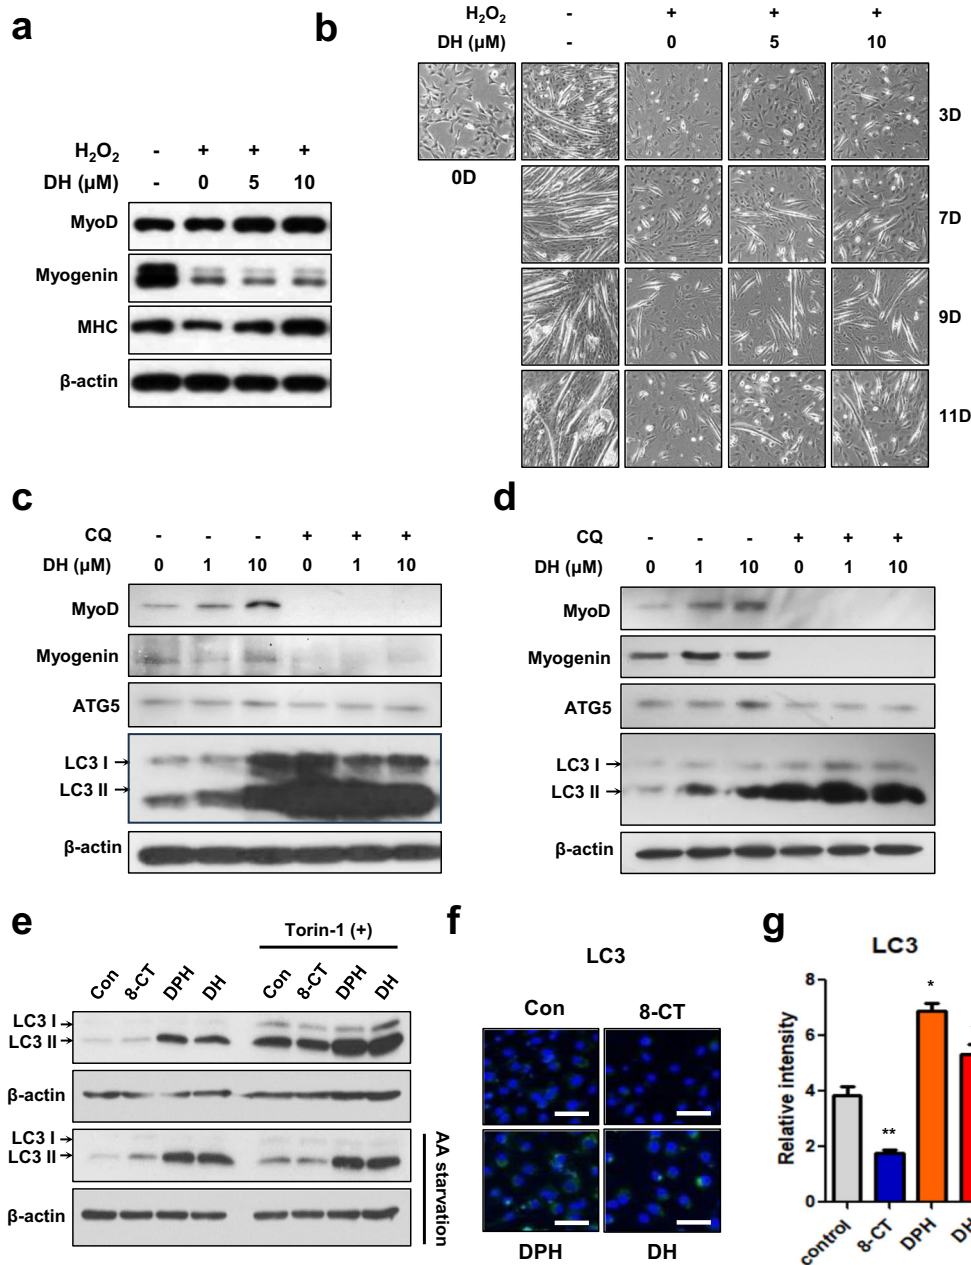 a
H2O2 - + + +
DH (μM) - 0 5 10
MyoD
Myogenin
MHC
β-actin
b
H2O2 - + + +
DH (μM) - 0 5 10
3D
0D
7D
9D
11D
c
CQ - - - + + +
DH (μM) 0 1 10 0 1 10
MyoD
Myogenin
ATG5
LC3 I
LC3 II
β-actin
d
CQ - - - + + +
DH (μM) 0 1 10 0 1 10
MyoD
Myogenin
ATG5
LC3 I
LC3 II
β-actin
e
Torin-1 (+)
Con 8-CT DPH DH Con 8-CT DPH DH
LC3 I
LC3 II
β-actin
LC3 I
LC3 II
β-actin
AA starvation
f
LC3
Con 8-CT
DPH DH
g
LC3
Relative intensity
8
6
4
2
0
**
*
control 8-CT DPH DH